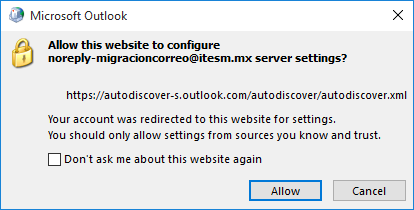 Microsoft Outlook
Allow this website to configure
noreply-migracioncorreo@itesm.mx server settings?
https://autodiscover-s.outlook.com/autodiscover/autodiscover.xml
Your account was redirected to this website for settings.
You should only allow settings from sources you know and trust.
Don't ask me about this website again
Allow
Cancel